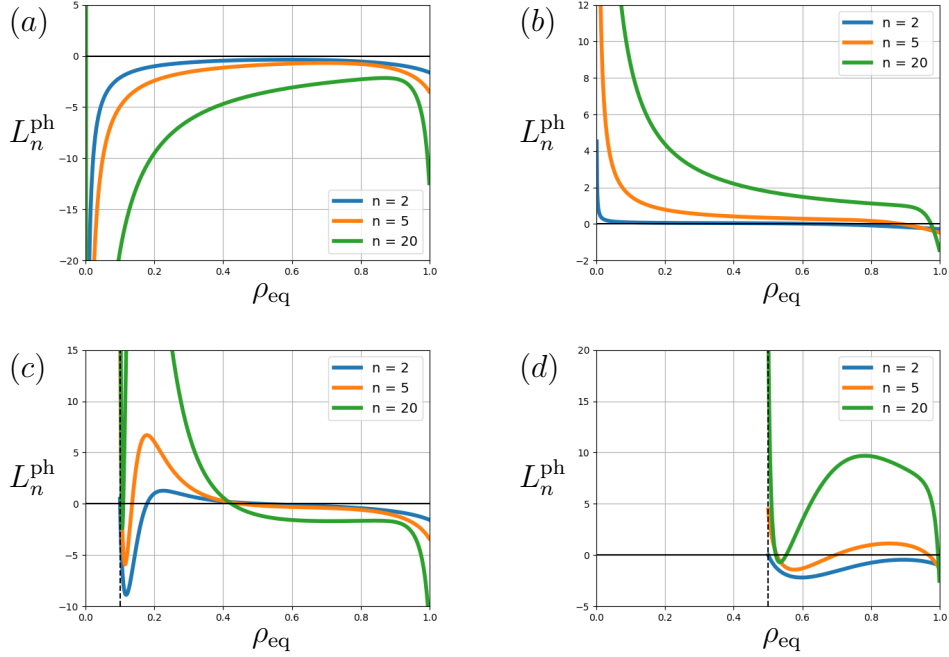 (a)
5
0
−5
−10
−15
−20
L_n^ph
n = 2
n = 5
n = 20
0.0 0.2 0.4 0.6 0.8 1.0
ρ_eq
(b)
12
10
8
6
4
2
0
−2
L_n^ph
n = 2
n = 5
n = 20
0.0 0.2 0.4 0.6 0.8 1.0
ρ_eq
(c)
15
10
5
0
−5
−10
L_n^ph
n = 2
n = 5
n = 20
0.0 0.2 0.4 0.6 0.8 1.0
ρ_eq
(d)
20
15
10
5
0
−5
L_n^ph
n = 2
n = 5
n = 20
0.0 0.2 0.4 0.6 0.8 1.0
ρ_eq